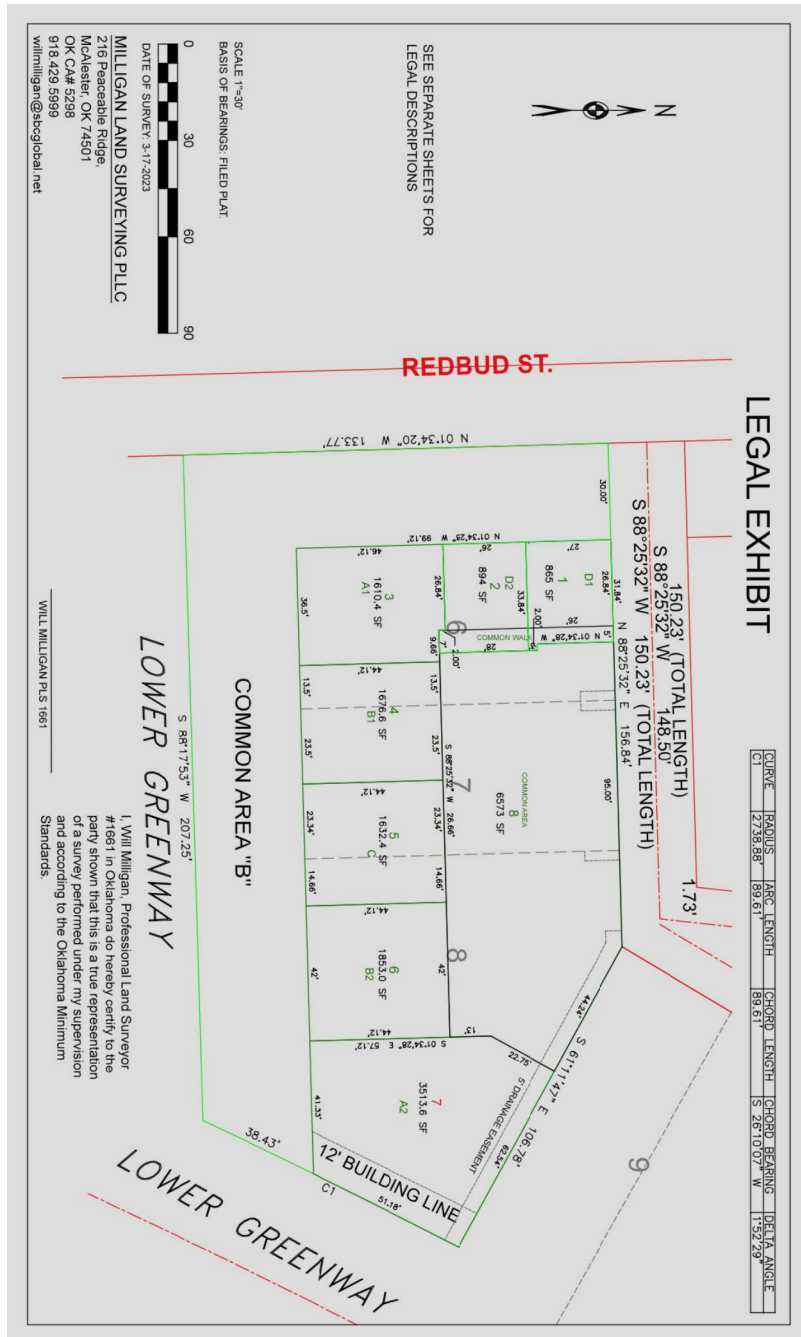 LEGAL EXHIBIT
CURVE RADIUS ARC LENGTH CHORD LENGTH CHORD BEARING DELTA ANGLE
C1 2738.88' 89.61' 89.61' S 26°10'07" W 1°52'29"
N
SEE SEPARATE SHEETS FOR
LEGAL DESCRIPTIONS
SCALE 1"=30'
BASIS OF BEARINGS: FILED PLAT.
0 30 60 90
DATE OF SURVEY: 3-17-2023
MILLIGAN LAND SURVEYING PLLC
216 Peaceable Ridge,
McAlester, OK 74501
OK CA# 5298
918.429.5999
willmilligan@sbcglobal.net
REDBUD ST.
150.23' (TOTAL LENGTH)
S 88°25'32" W 148.50'
1.73'
S 88°25'32" W 150.23' (TOTAL LENGTH)
31.84' N 88°25'32" E 156.84'
30.00'
26.84'
5'
95.00'
N 01°34'20" W 133.77'
N 01°34'28" W 99.12'
27'
D1
1
865 SF
26'
N 01°34'28" W
2.00'
33.84'
6'
26'
D2
2
894 SF
COMMON WALK
28'
26.84'
6
7'
2.00'
9.66'
46.12'
3
A1
1610.4 SF
36.5'
44.12'
13.5'
4
B1
1676.6 SF
23.5'
13.5'
23.5'
S 88°25'32" W 26.66'
7
COMMON AREA
8
6573 SF
44.12'
23.34'
5
C
1632.4 SF
14.66'
23.34'
14.66'
44.12'
42'
8
6
B2
1853.0 SF
42'
44.12'
S 01°34'28" E 57.12'
13'
22.75'
44.24'
S 61°11'47" E 106.78'
62.54'
5' DRAINAGE EASEMENT
7
3513.6 SF
A2
41.33'
12' BUILDING LINE
51.18'
C1
9
COMMON AREA "B"
S 88°17'53" W 207.25'
38.43'
LOWER GREENWAY
LOWER GREENWAY
I, Will Milligan, Professional Land Surveyor
#1661 in Oklahoma do hereby certify to the
party shown that this is a true representation
of a survey performed under my supervision
and according to the Oklahoma Minimum
Standards.
WILL MILLIGAN PLS 1661